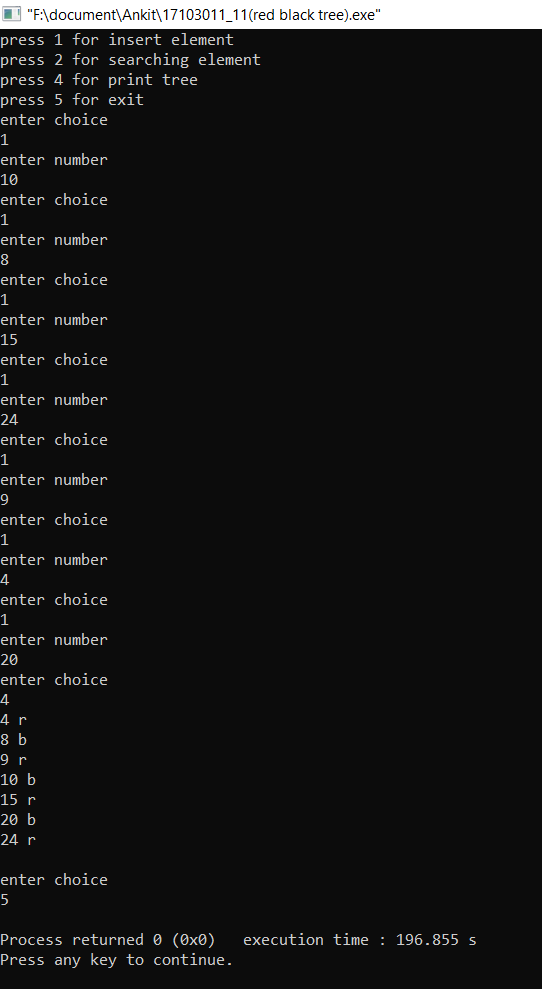 "F:\document\Ankit\17103011_11(red black tree).exe"
press 1 for insert element
press 2 for searching element
press 4 for print tree
press 5 for exit
enter choice
1
enter number
10
enter choice
1
enter number
8
enter choice
1
enter number
15
enter choice
1
enter number
24
enter choice
1
enter number
9
enter choice
1
enter number
4
enter choice
1
enter number
20
enter choice
4
4 r
8 b
9 r
10 b
15 r
20 b
24 r
enter choice
5
Process returned 0 (0x0)   execution time : 196.855 s
Press any key to continue.